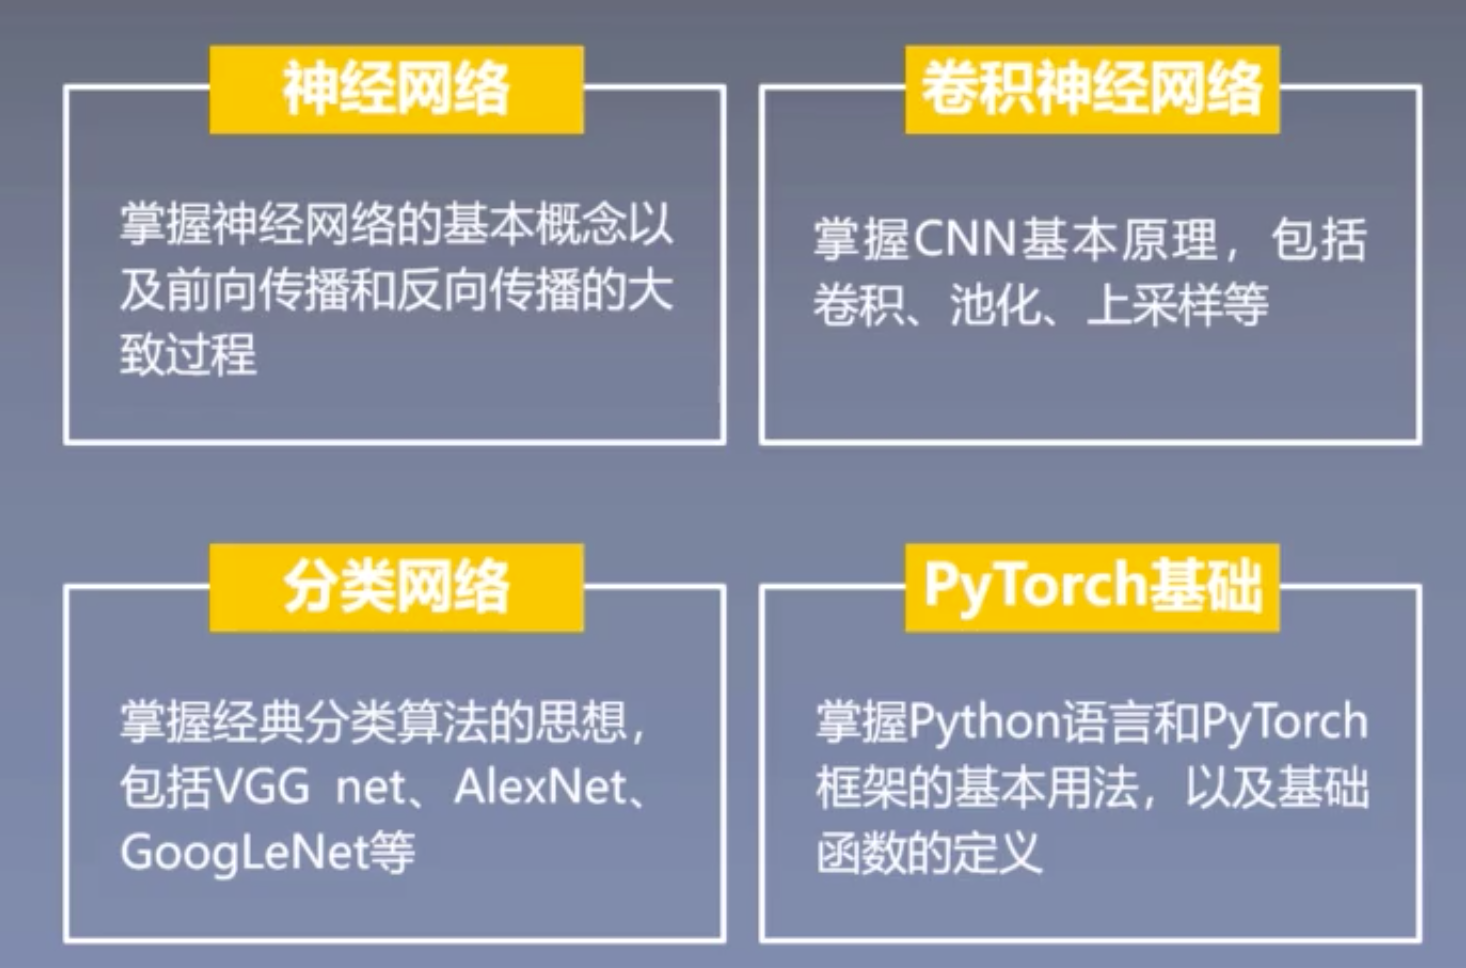 神经网络
掌握神经网络的基本概念以
及前向传播和反向传播的大
致过程
卷积神经网络
掌握CNN基本原理，包括
卷积、池化、上采样等
分类网络
掌握经典分类算法的思想，
包括VGG net、AlexNet、
GoogLeNet等
PyTorch基础
掌握Python语言和PyTorch
框架的基本用法，以及基础
函数的定义